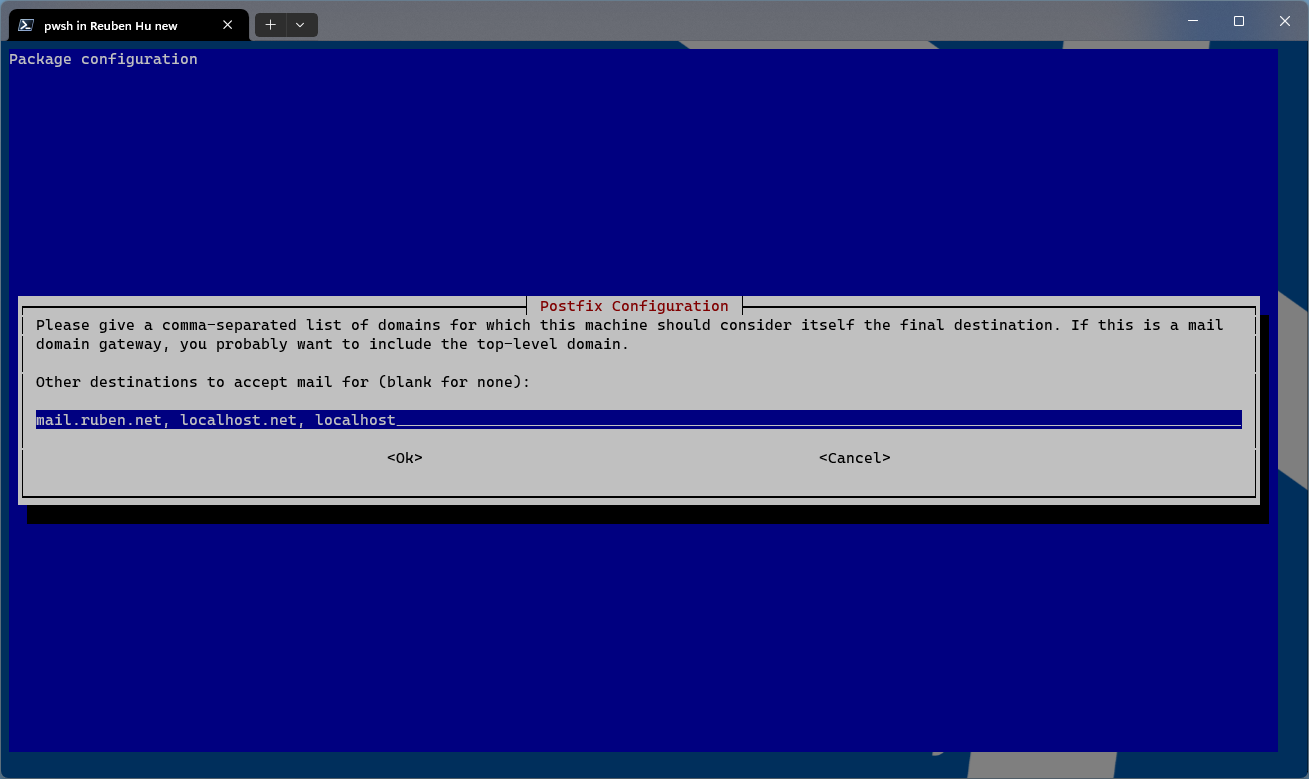 pwsh in Reuben Hu new
Package configuration
Postfix Configuration
Please give a comma-separated list of domains for which this machine should consider itself the final destination. If this is a mail
domain gateway, you probably want to include the top-level domain.
Other destinations to accept mail for (blank for none):
mail.ruben.net, localhost.net, localhost
<Ok> <Cancel>